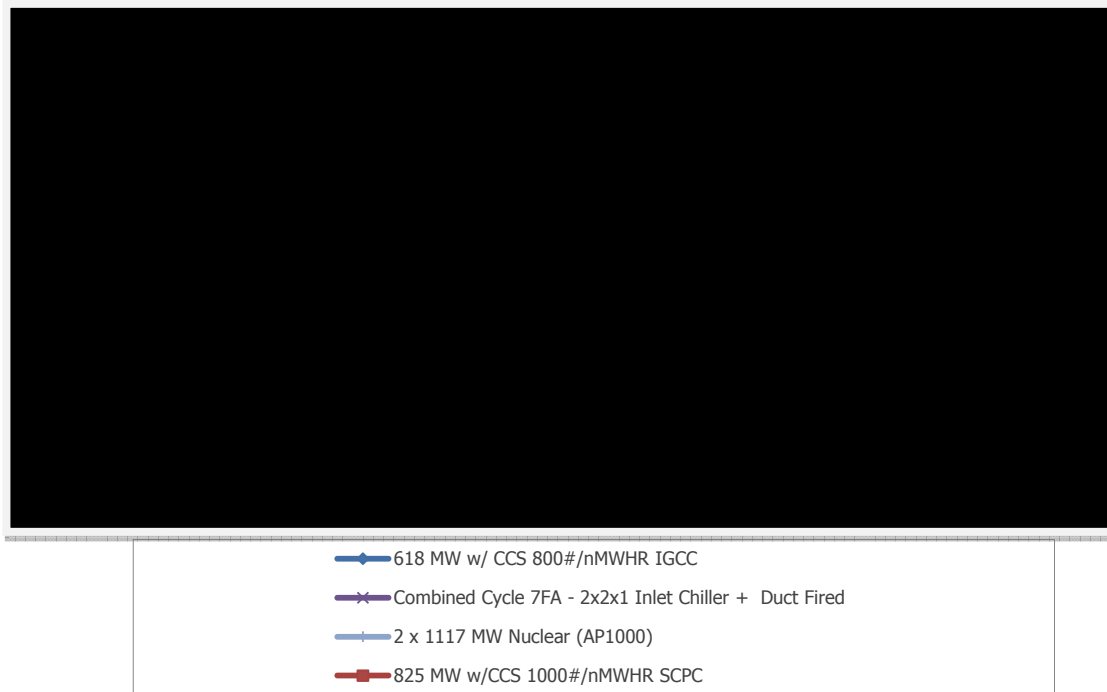 618 MW w/ CCS 800#/nMWHR IGCC
Combined Cycle 7FA - 2x2x1 Inlet Chiller +  Duct Fired
2 x 1117 MW Nuclear (AP1000)
825 MW w/CCS 1000#/nMWHR SCPC